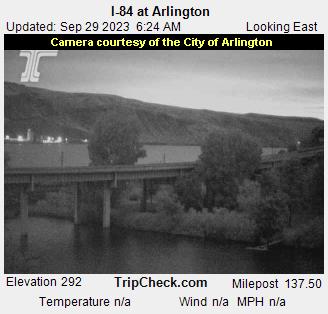 I-84 at Arlington
Updated: Sep 29 2023 6:24 AM Looking East
Camera courtesy of the City of Arlington
Elevation 292 TripCheck.com Milepost 137.50
Temperature n/a Wind n/a MPH n/a